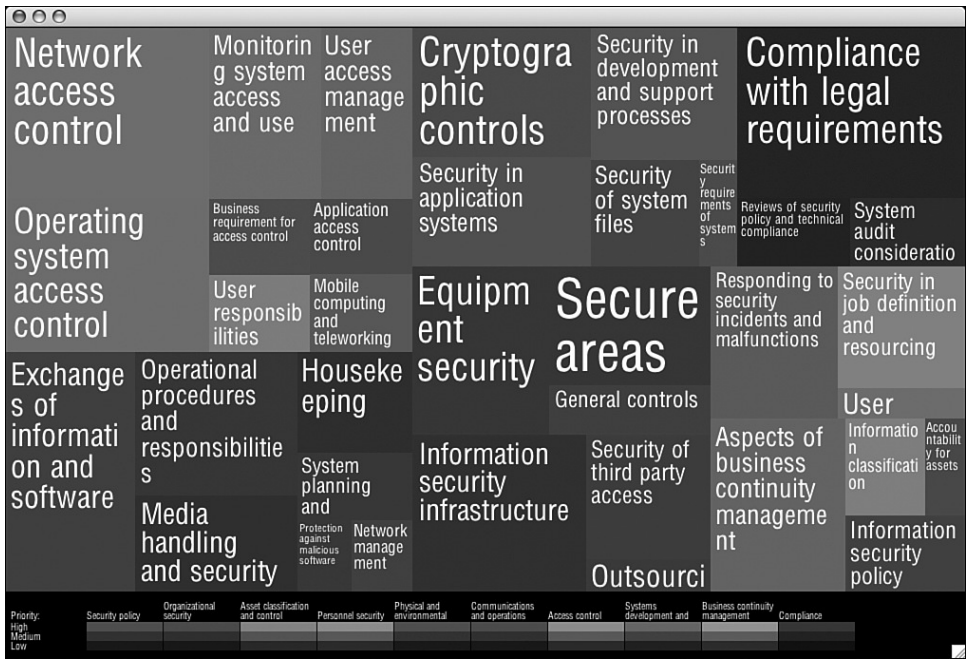 Network
access
control
Monitorin
g system
access
and use
User
access
manage
ment
Cryptogra
phic
controls
Security in
development
and support
processes
Compliance
with legal
requirements
Operating
system
access
control
Business
requirement for
access control
Application
access
control
User
responsib
ilities
Mobile
computing
and
teleworking
Security in
application
systems
Security
of system
files
Securit
y
require
ments
of
system
s
Reviews of security
policy and technical
compliance
System
audit
consideratio
Exchange
s of
informati
on and
software
Operational
procedures
and
responsibilitie
s
Houseke
eping
Media
handling
and security
System
planning
and
Protection
against
malicious
software
Network
manage
ment
Equipm
ent
security
Secure
areas
General controls
Information
security
infrastructure
Security of
third party
access
Outsourci
Responding to
security
incidents and
malfunctions
Security in
job definition
and
resourcing
User
Aspects of
business
continuity
manageme
nt
Informatio
n
classificati
on
Accou
ntabilit
y for
assets
Information
security
policy
Priority:
High
Medium
Low
Security policy
Organizational
security
Asset classification
and control
Personnel security
Physical and
environmental
Communications
and operations
Access control
Systems
development and
Business continuity
management
Compliance